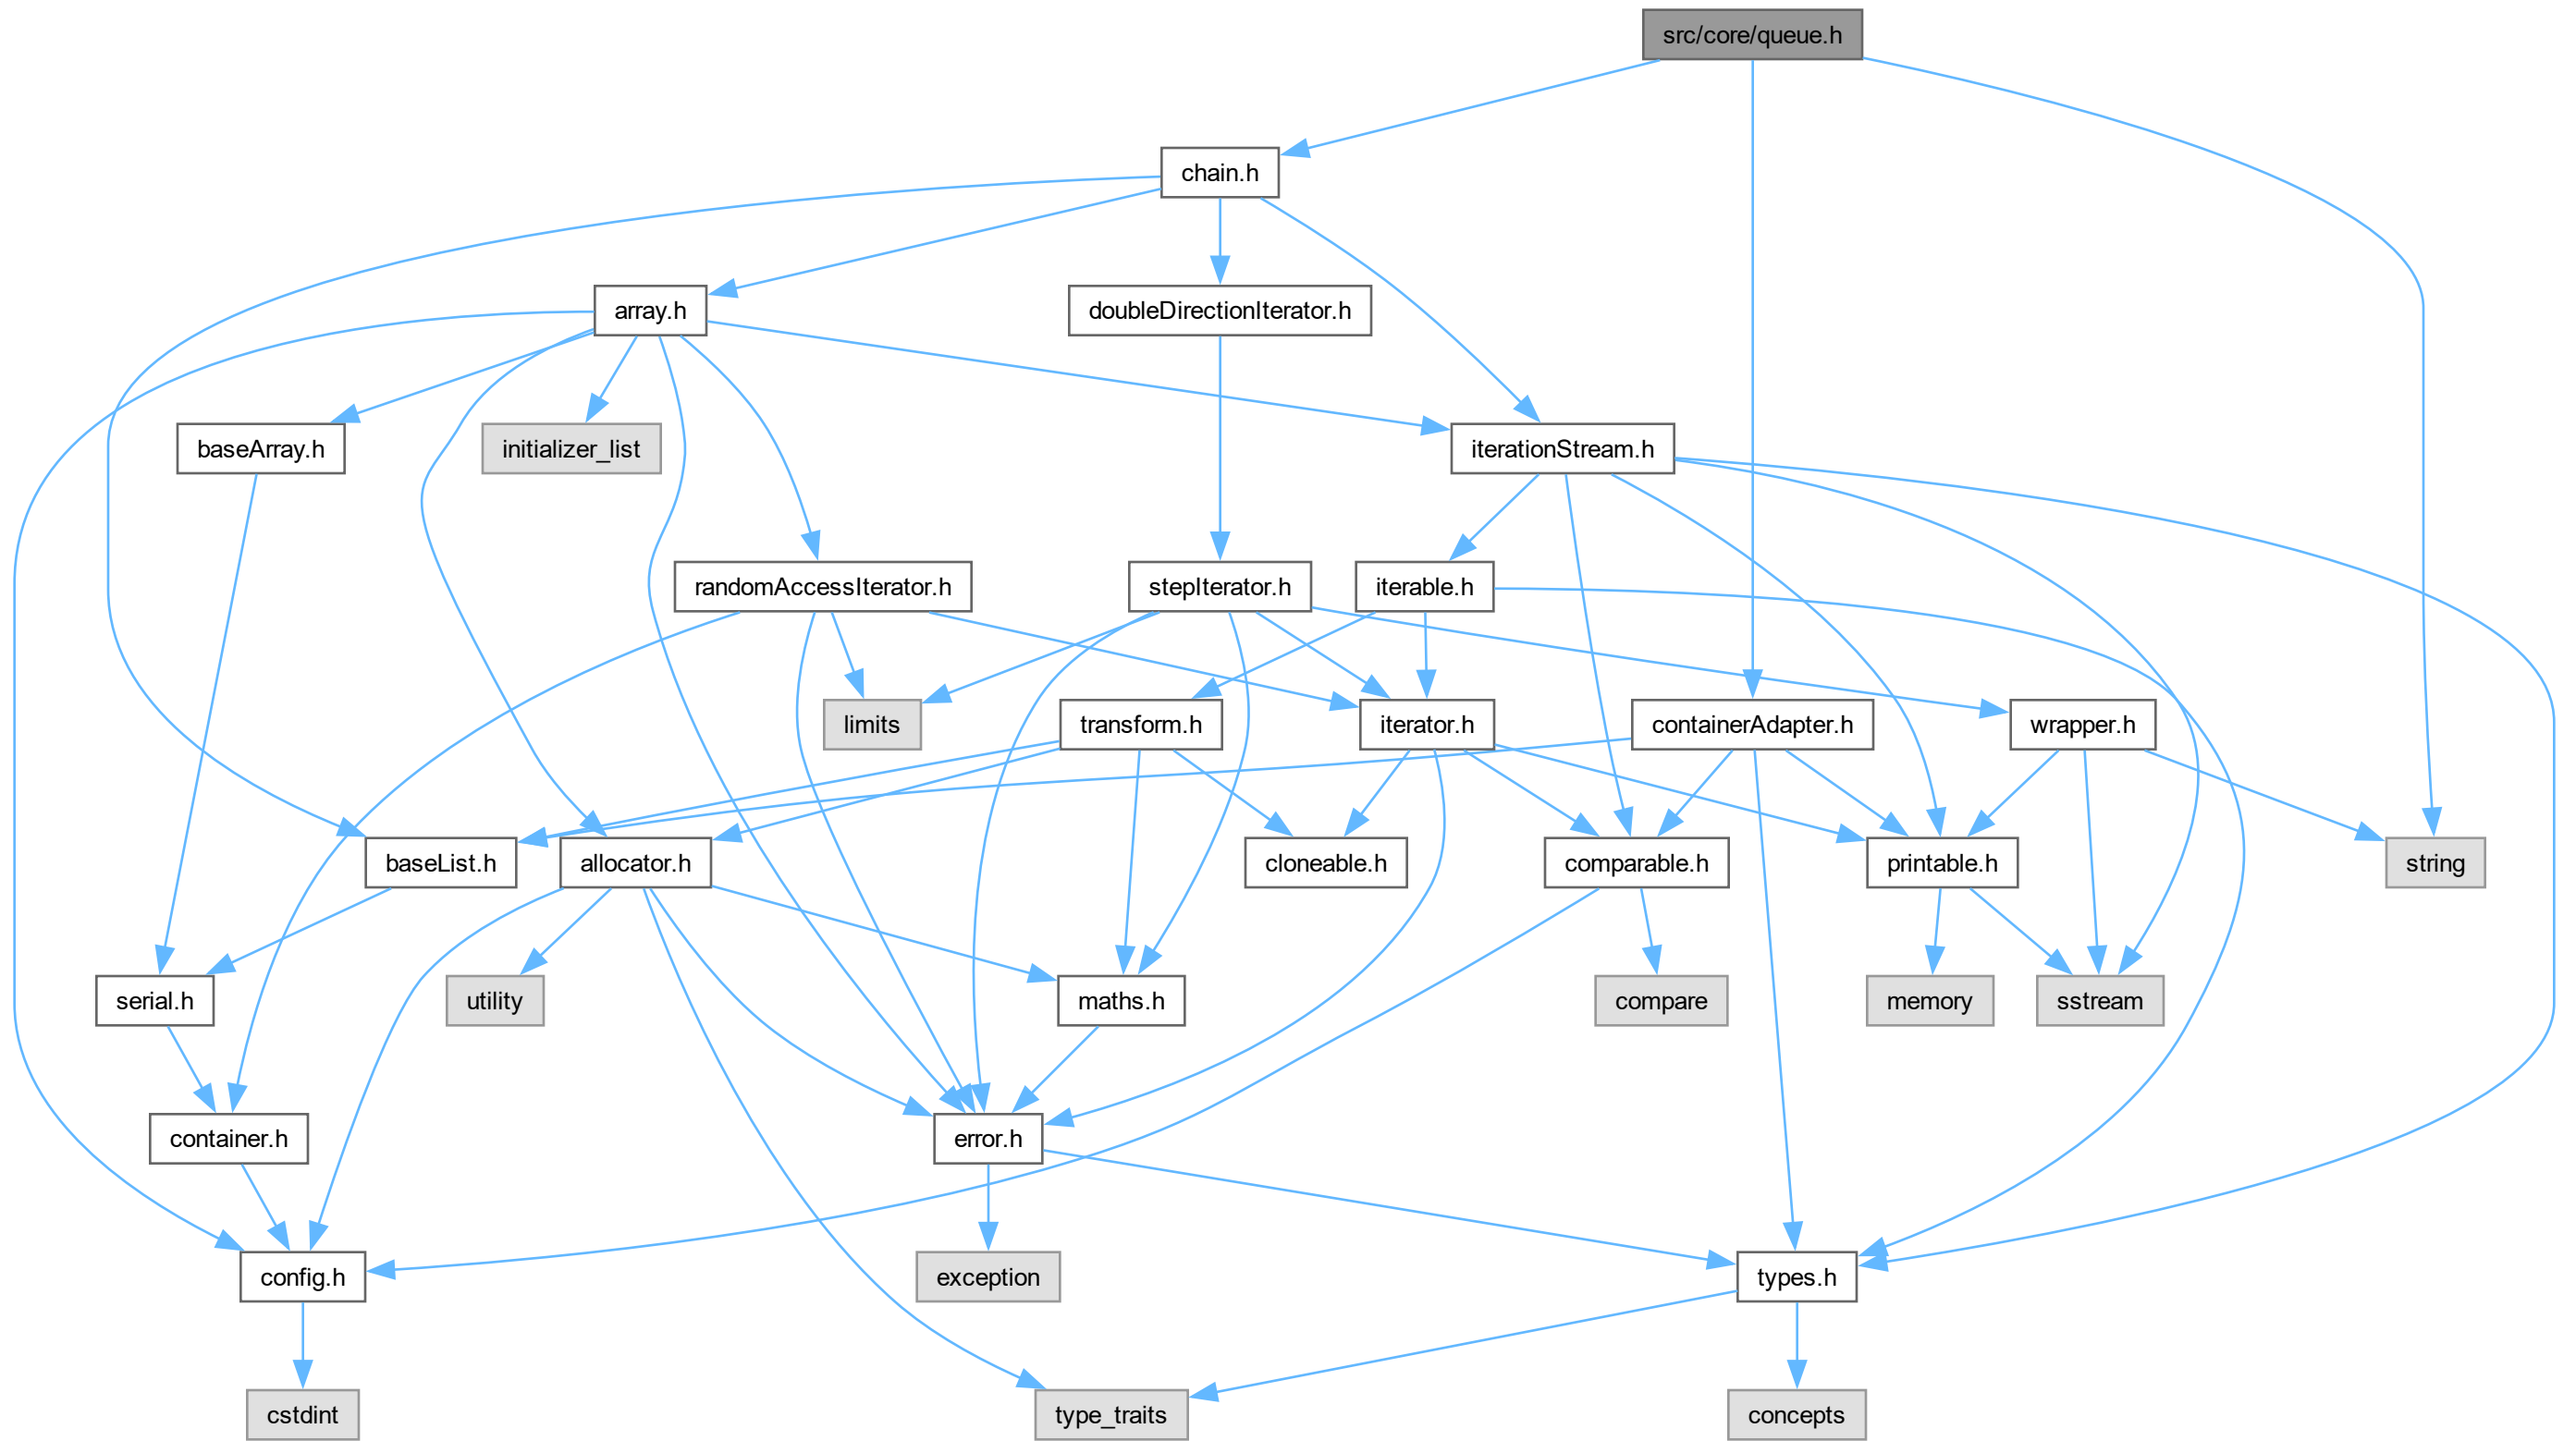 src/core/queue.h
chain.h
array.h
doubleDirectionIterator.h
baseArray.h
initializer_list
iterationStream.h
randomAccessIterator.h
stepIterator.h
iterable.h
limits
transform.h
iterator.h
containerAdapter.h
wrapper.h
baseList.h
allocator.h
cloneable.h
comparable.h
printable.h
string
serial.h
utility
maths.h
compare
memory
sstream
container.h
error.h
config.h
exception
types.h
cstdint
type_traits
concepts